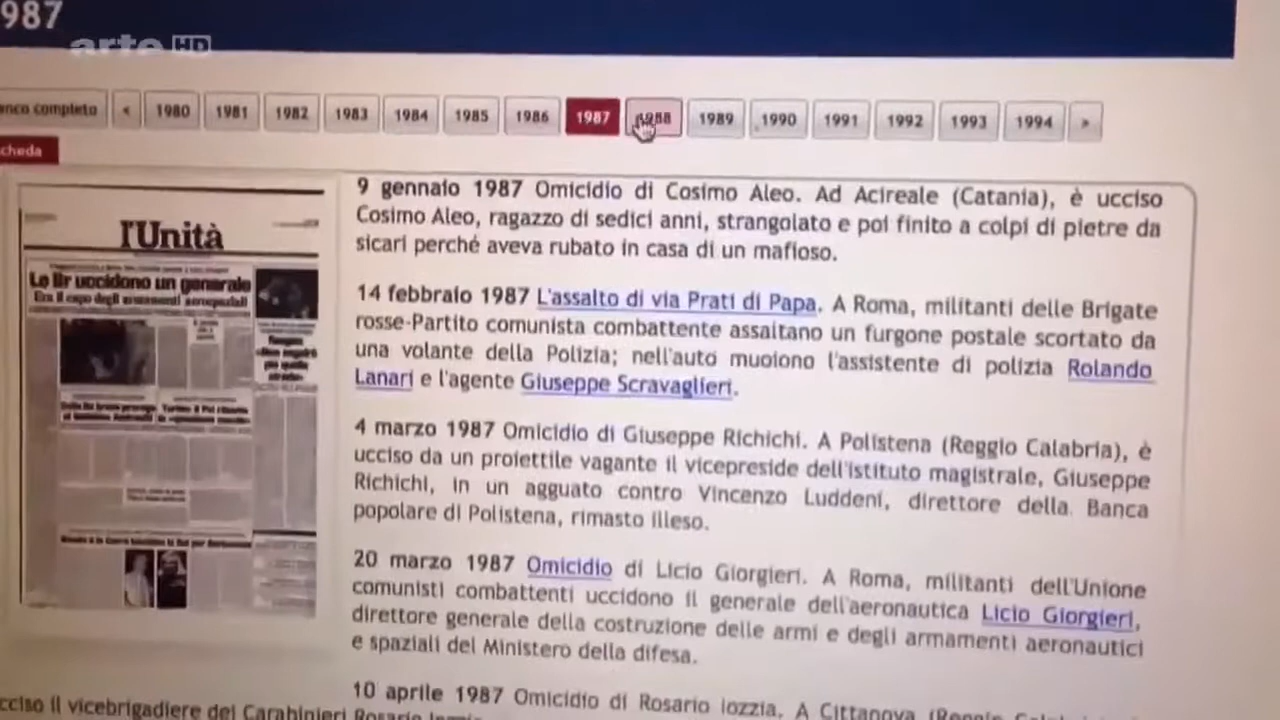 987
arte HD
enco completo « 1980 1981 1982 1983 1984 1985 1986 1987 1988 1989 1990 1991 1992 1993 1994 »
scheda
l'Unità
Le Br uccidono un generale
Era il capo degli armamenti aerospaziali
9 gennaio 1987 Omicidio di Cosimo Aleo. Ad Acireale (Catania), è ucciso
Cosimo Aleo, ragazzo di sedici anni, strangolato e poi finito a colpi di pietre da
sicari perché aveva rubato in casa di un mafioso.
14 febbraio 1987 L'assalto di via Prati di Papa. A Roma, militanti delle Brigate
rosse-Partito comunista combattente assaltano un furgone postale scortato da
una volante della Polizia; nell'auto muoiono l'assistente di polizia Rolando
Lanari e l'agente Giuseppe Scravaglieri.
4 marzo 1987 Omicidio di Giuseppe Richichi. A Polistena (Reggio Calabria), è
ucciso da un proiettile vagante il vicepreside dell'istituto magistrale, Giuseppe
Richichi, in un agguato contro Vincenzo Luddeni, direttore della Banca
popolare di Polistena, rimasto illeso.
20 marzo 1987 Omicidio di Licio Giorgieri. A Roma, militanti dell'Unione
comunisti combattenti uccidono il generale dell'aeronautica Licio Giorgieri,
direttore generale della costruzione delle armi e degli armamenti aeronautici
e spaziali del Ministero della difesa.
10 aprile 1987 Omicidio di Rosario Iozzia. A Cittanova (Reggio
cciso il vicebrigadiere dei Carabinieri Rosario